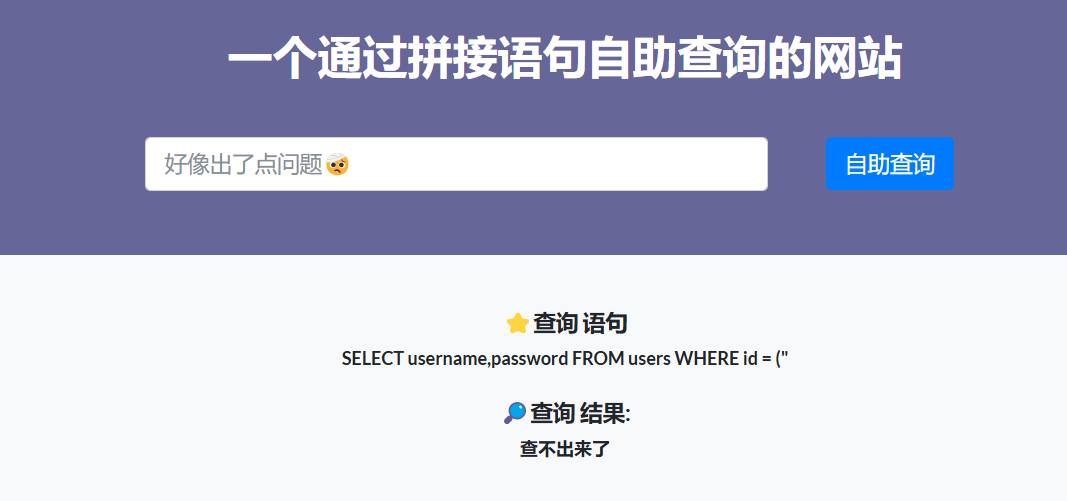 一个通过拼接语句自助查询的网站
好像出了点问题🤕
自助查询
⭐ 查询 语句
SELECT username,password FROM users WHERE id = ("
🔎 查询 结果:
查不出来了